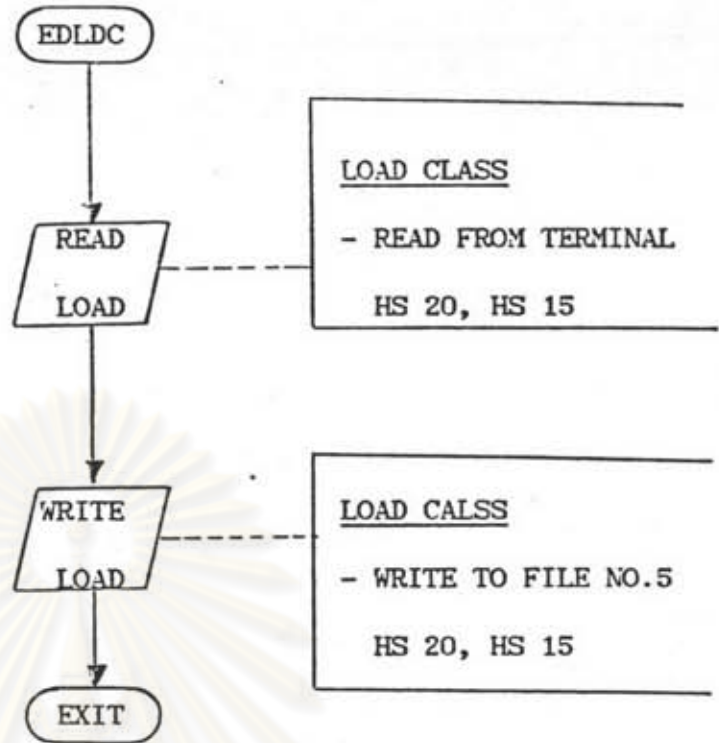 EDLDC
READ
LOAD
LOAD CLASS
- READ FROM TERMINAL
HS 20, HS 15
WRITE
LOAD
LOAD CALSS
- WRITE TO FILE NO.5
HS 20, HS 15
EXIT